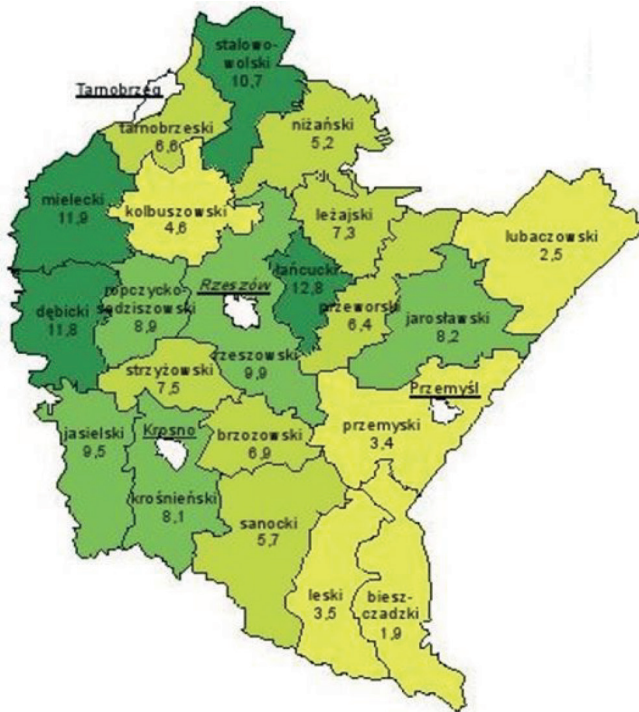 stalowo-
wolski
10,7
Tarnobrzeg
tarnobrzeski
6,6
niżański
5,2
mielecki
11,9
kolbuszowski
4,6
leżajski
7,3
lubaczowski
2,5
ropczycko-
sędziszowski
8,9
Rzeszów
łańcucki
12,8
dębicki
11,8
przeworski
6,4
jarosławski
8,2
rzeszowski
9,9
strzyżowski
7,5
Przemyśl
jasielski
9,5
Krosno
brzozowski
6,9
przemyski
3,4
krośnieński
8,1
sanocki
5,7
leski
3,5
biesz-
czadzki
1,9